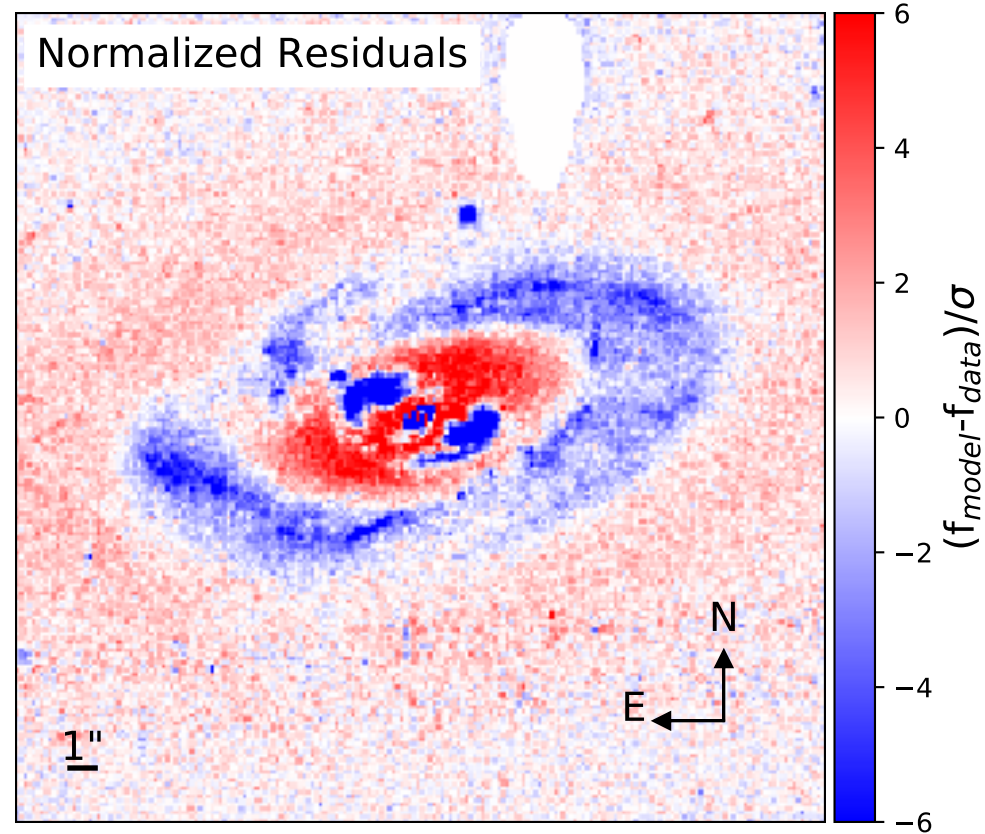 Normalized Residuals
6
4
2
0
−2
−4
−6
(f_model-f_data)/σ
N
E
1"